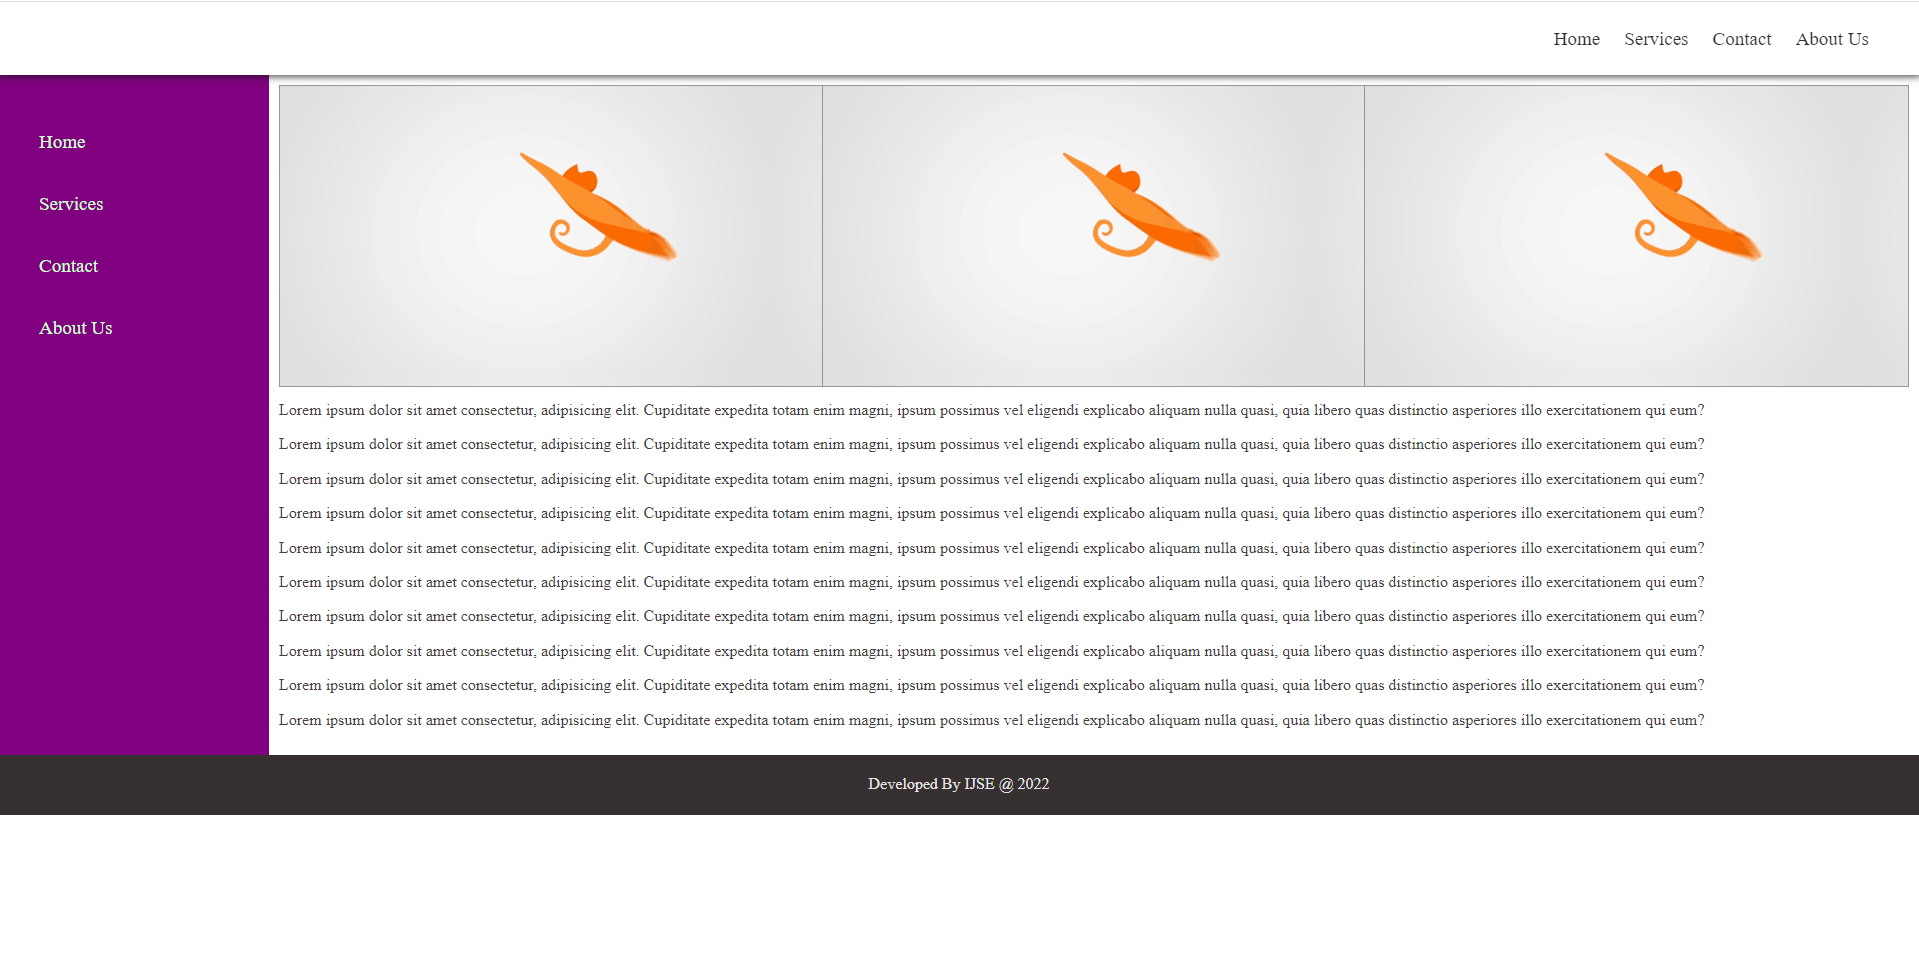 Home Services Contact About Us
Home
Services
Contact
About Us
Lorem ipsum dolor sit amet consectetur, adipisicing elit. Cupiditate expedita totam enim magni, ipsum possimus vel eligendi explicabo aliquam nulla quasi, quia libero quas distinctio asperiores illo exercitationem qui eum?
Lorem ipsum dolor sit amet consectetur, adipisicing elit. Cupiditate expedita totam enim magni, ipsum possimus vel eligendi explicabo aliquam nulla quasi, quia libero quas distinctio asperiores illo exercitationem qui eum?
Lorem ipsum dolor sit amet consectetur, adipisicing elit. Cupiditate expedita totam enim magni, ipsum possimus vel eligendi explicabo aliquam nulla quasi, quia libero quas distinctio asperiores illo exercitationem qui eum?
Lorem ipsum dolor sit amet consectetur, adipisicing elit. Cupiditate expedita totam enim magni, ipsum possimus vel eligendi explicabo aliquam nulla quasi, quia libero quas distinctio asperiores illo exercitationem qui eum?
Lorem ipsum dolor sit amet consectetur, adipisicing elit. Cupiditate expedita totam enim magni, ipsum possimus vel eligendi explicabo aliquam nulla quasi, quia libero quas distinctio asperiores illo exercitationem qui eum?
Lorem ipsum dolor sit amet consectetur, adipisicing elit. Cupiditate expedita totam enim magni, ipsum possimus vel eligendi explicabo aliquam nulla quasi, quia libero quas distinctio asperiores illo exercitationem qui eum?
Lorem ipsum dolor sit amet consectetur, adipisicing elit. Cupiditate expedita totam enim magni, ipsum possimus vel eligendi explicabo aliquam nulla quasi, quia libero quas distinctio asperiores illo exercitationem qui eum?
Lorem ipsum dolor sit amet consectetur, adipisicing elit. Cupiditate expedita totam enim magni, ipsum possimus vel eligendi explicabo aliquam nulla quasi, quia libero quas distinctio asperiores illo exercitationem qui eum?
Lorem ipsum dolor sit amet consectetur, adipisicing elit. Cupiditate expedita totam enim magni, ipsum possimus vel eligendi explicabo aliquam nulla quasi, quia libero quas distinctio asperiores illo exercitationem qui eum?
Lorem ipsum dolor sit amet consectetur, adipisicing elit. Cupiditate expedita totam enim magni, ipsum possimus vel eligendi explicabo aliquam nulla quasi, quia libero quas distinctio asperiores illo exercitationem qui eum?
Developed By IJSE @ 2022